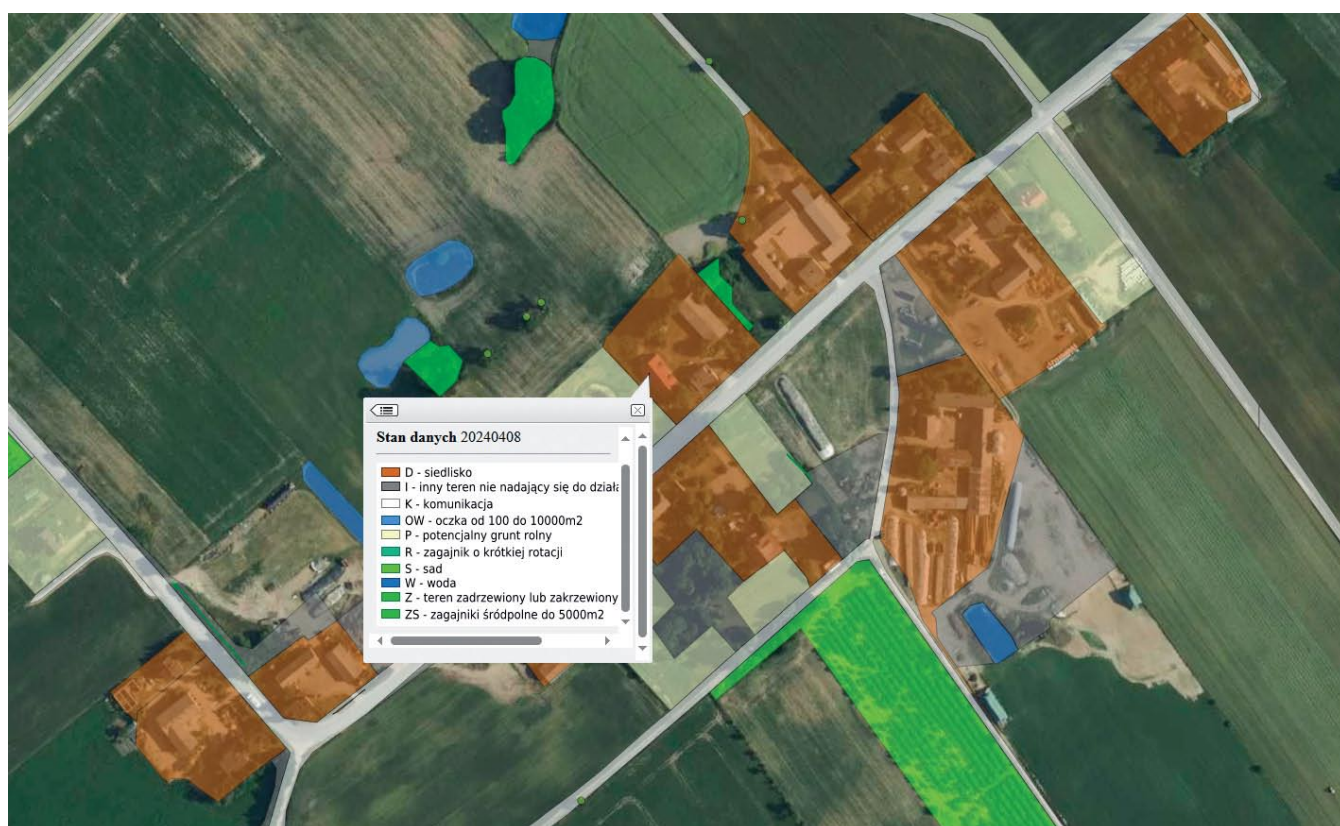 Stan danych 20240408
D - siedlisko
I - inny teren nie nadający się do działa
K - komunikacja
OW - oczka od 100 do 10000m2
P - potencjalny grunt rolny
R - zagajnik o krótkiej rotacji
S - sad
W - woda
Z - teren zadrzewiony lub zakrzewiony
ZS - zagajniki śródpolne do 5000m2